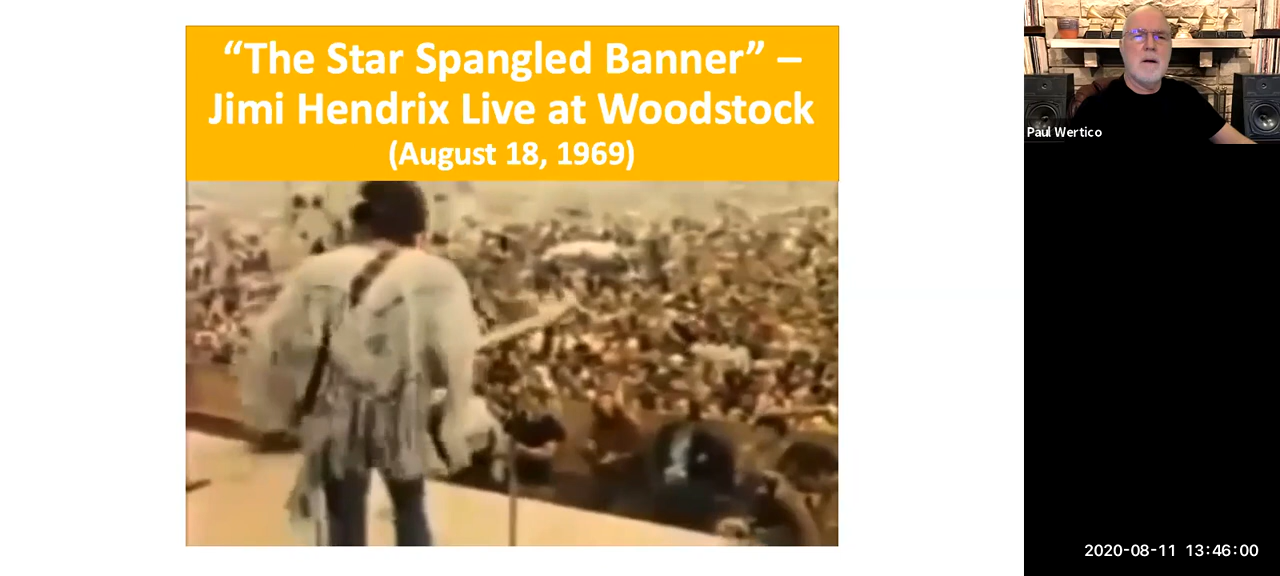 “The Star Spangled Banner” –
Jimi Hendrix Live at Woodstock
(August 18, 1969)
Paul Wertico
2020-08-11 13:46:00